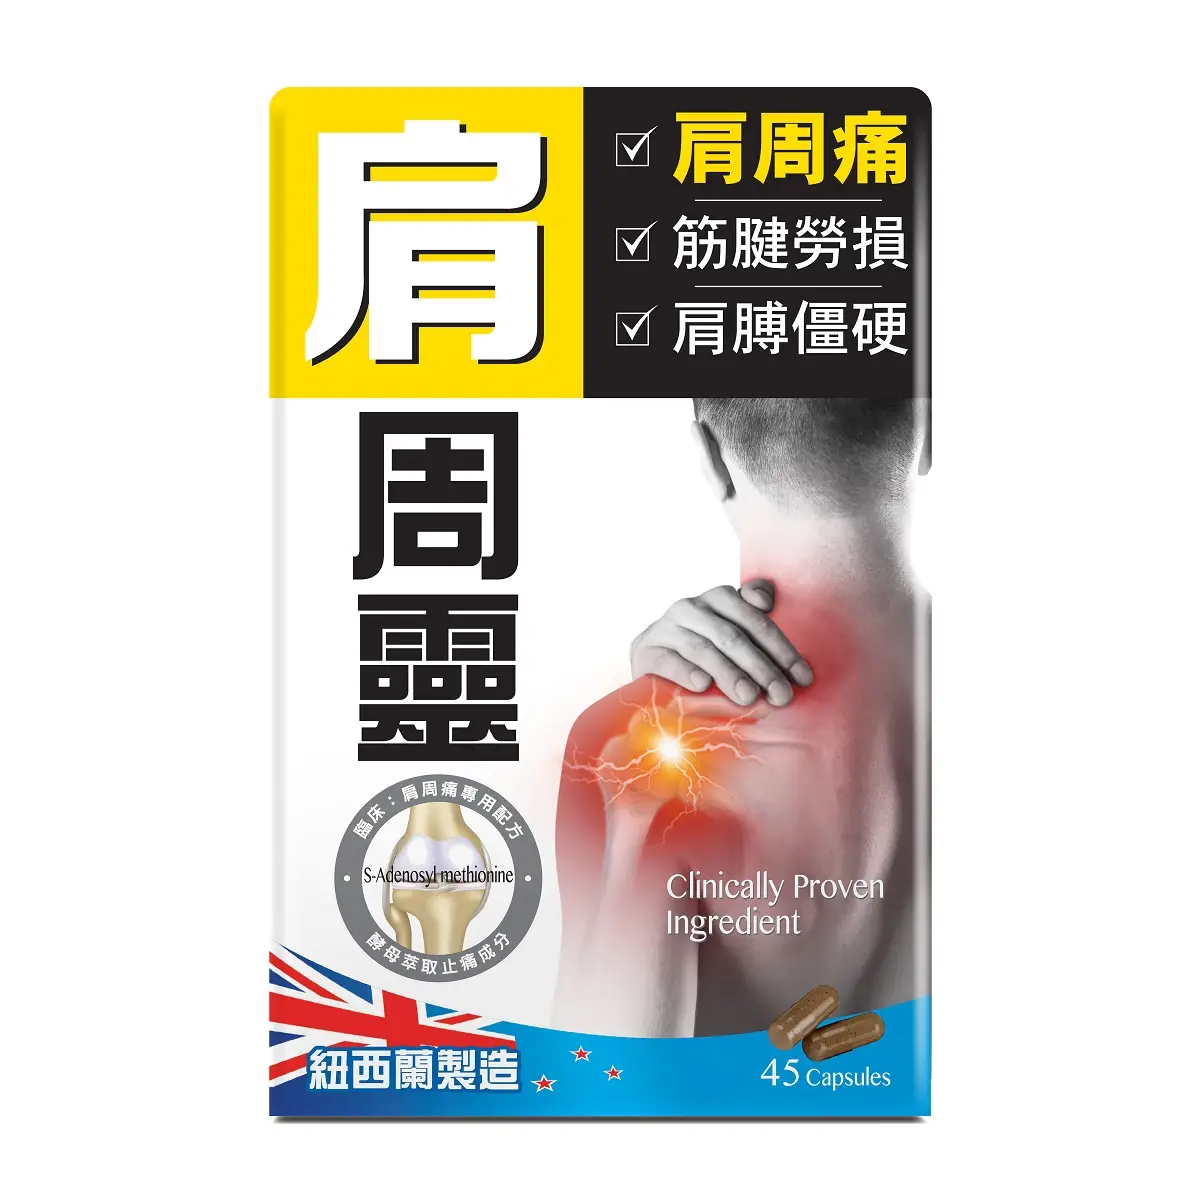 肩周靈
肩周痛
筋腱勞損
肩膊僵硬
臨床：肩周痛專用配方
S-Adenosyl methionine
酵母萃取止痛成分
Clinically Proven
Ingredient
紐西蘭製造
45 Capsules